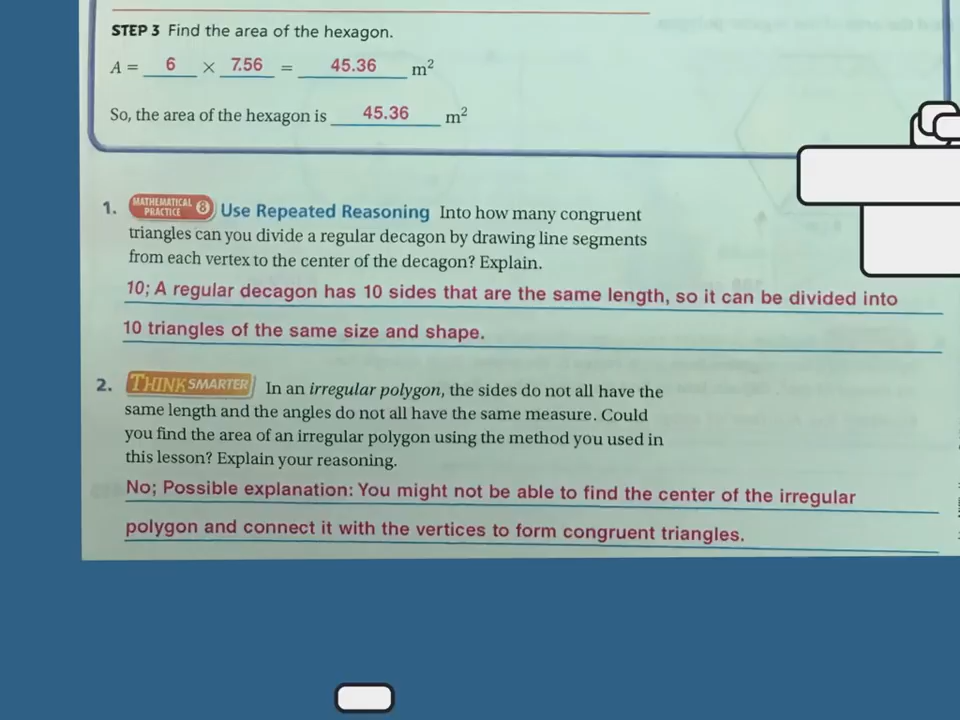 STEP 3 Find the area of the hexagon.
A = 6 × 7.56 = 45.36 m²
So, the area of the hexagon is 45.36 m²
1. MATHEMATICAL PRACTICE 8 Use Repeated Reasoning Into how many congruent
triangles can you divide a regular decagon by drawing line segments
from each vertex to the center of the decagon? Explain.
10; A regular decagon has 10 sides that are the same length, so it can be divided into
10 triangles of the same size and shape.
2. THINK SMARTER In an irregular polygon, the sides do not all have the
same length and the angles do not all have the same measure. Could
you find the area of an irregular polygon using the method you used in
this lesson? Explain your reasoning.
No; Possible explanation: You might not be able to find the center of the irregular
polygon and connect it with the vertices to form congruent triangles.